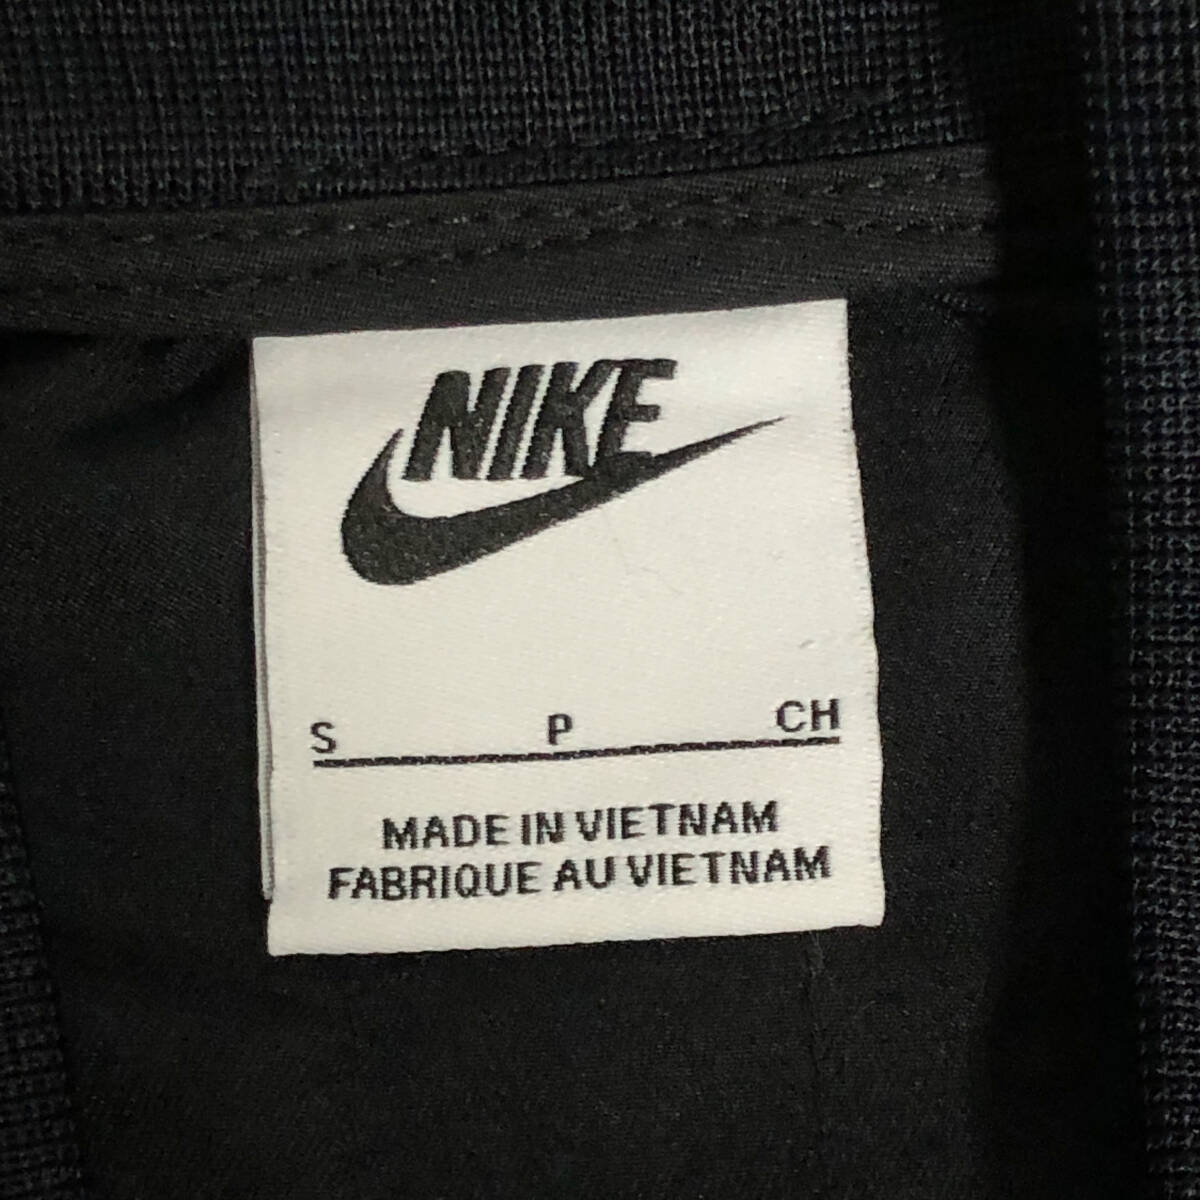 NIKE
S P CH
MADE IN VIETNAM
FABRIQUE AU VIETNAM